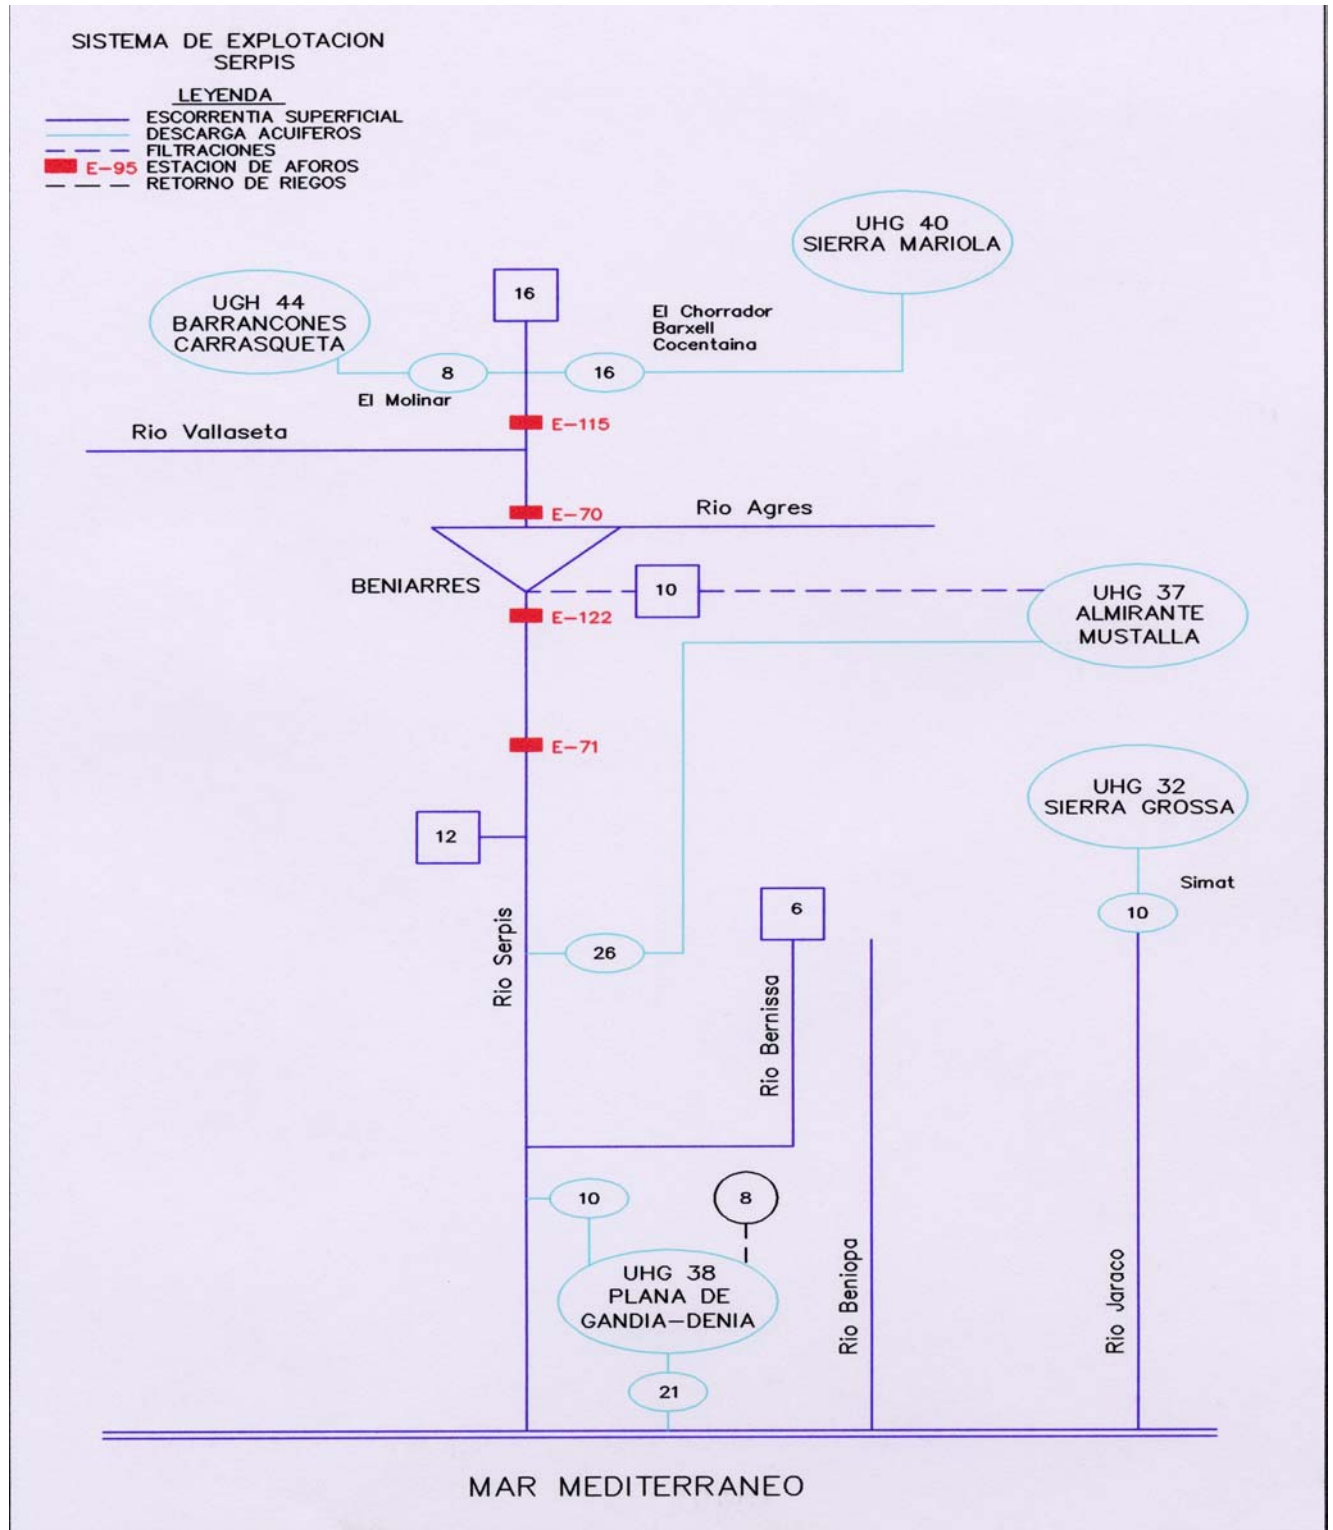 SISTEMA DE EXPLOTACION
SERPIS
LEYENDA
ESCORRENTIA SUPERFICIAL
DESCARGA ACUIFEROS
FILTRACIONES
E-95 ESTACION DE AFOROS
RETORNO DE RIEGOS
UHG 40
SIERRA MARIOLA
UGH 44
BARRANCONES
CARRASQUETA
16
El Chorrador
Barxell
Cocentaina
8
16
El Molinar
E-115
Rio Vallaseta
E-70
Rio Agres
BENIARRES
10
UHG 37
ALMIRANTE
MUSTALLA
E-122
E-71
UHG 32
SIERRA GROSSA
12
Simat
6
10
Rio Serpis
26
Rio Bernissa
10
8
UHG 38
PLANA DE
GANDIA-DENIA
Rio Beniopa
Rio Jaraco
21
MAR MEDITERRANEO